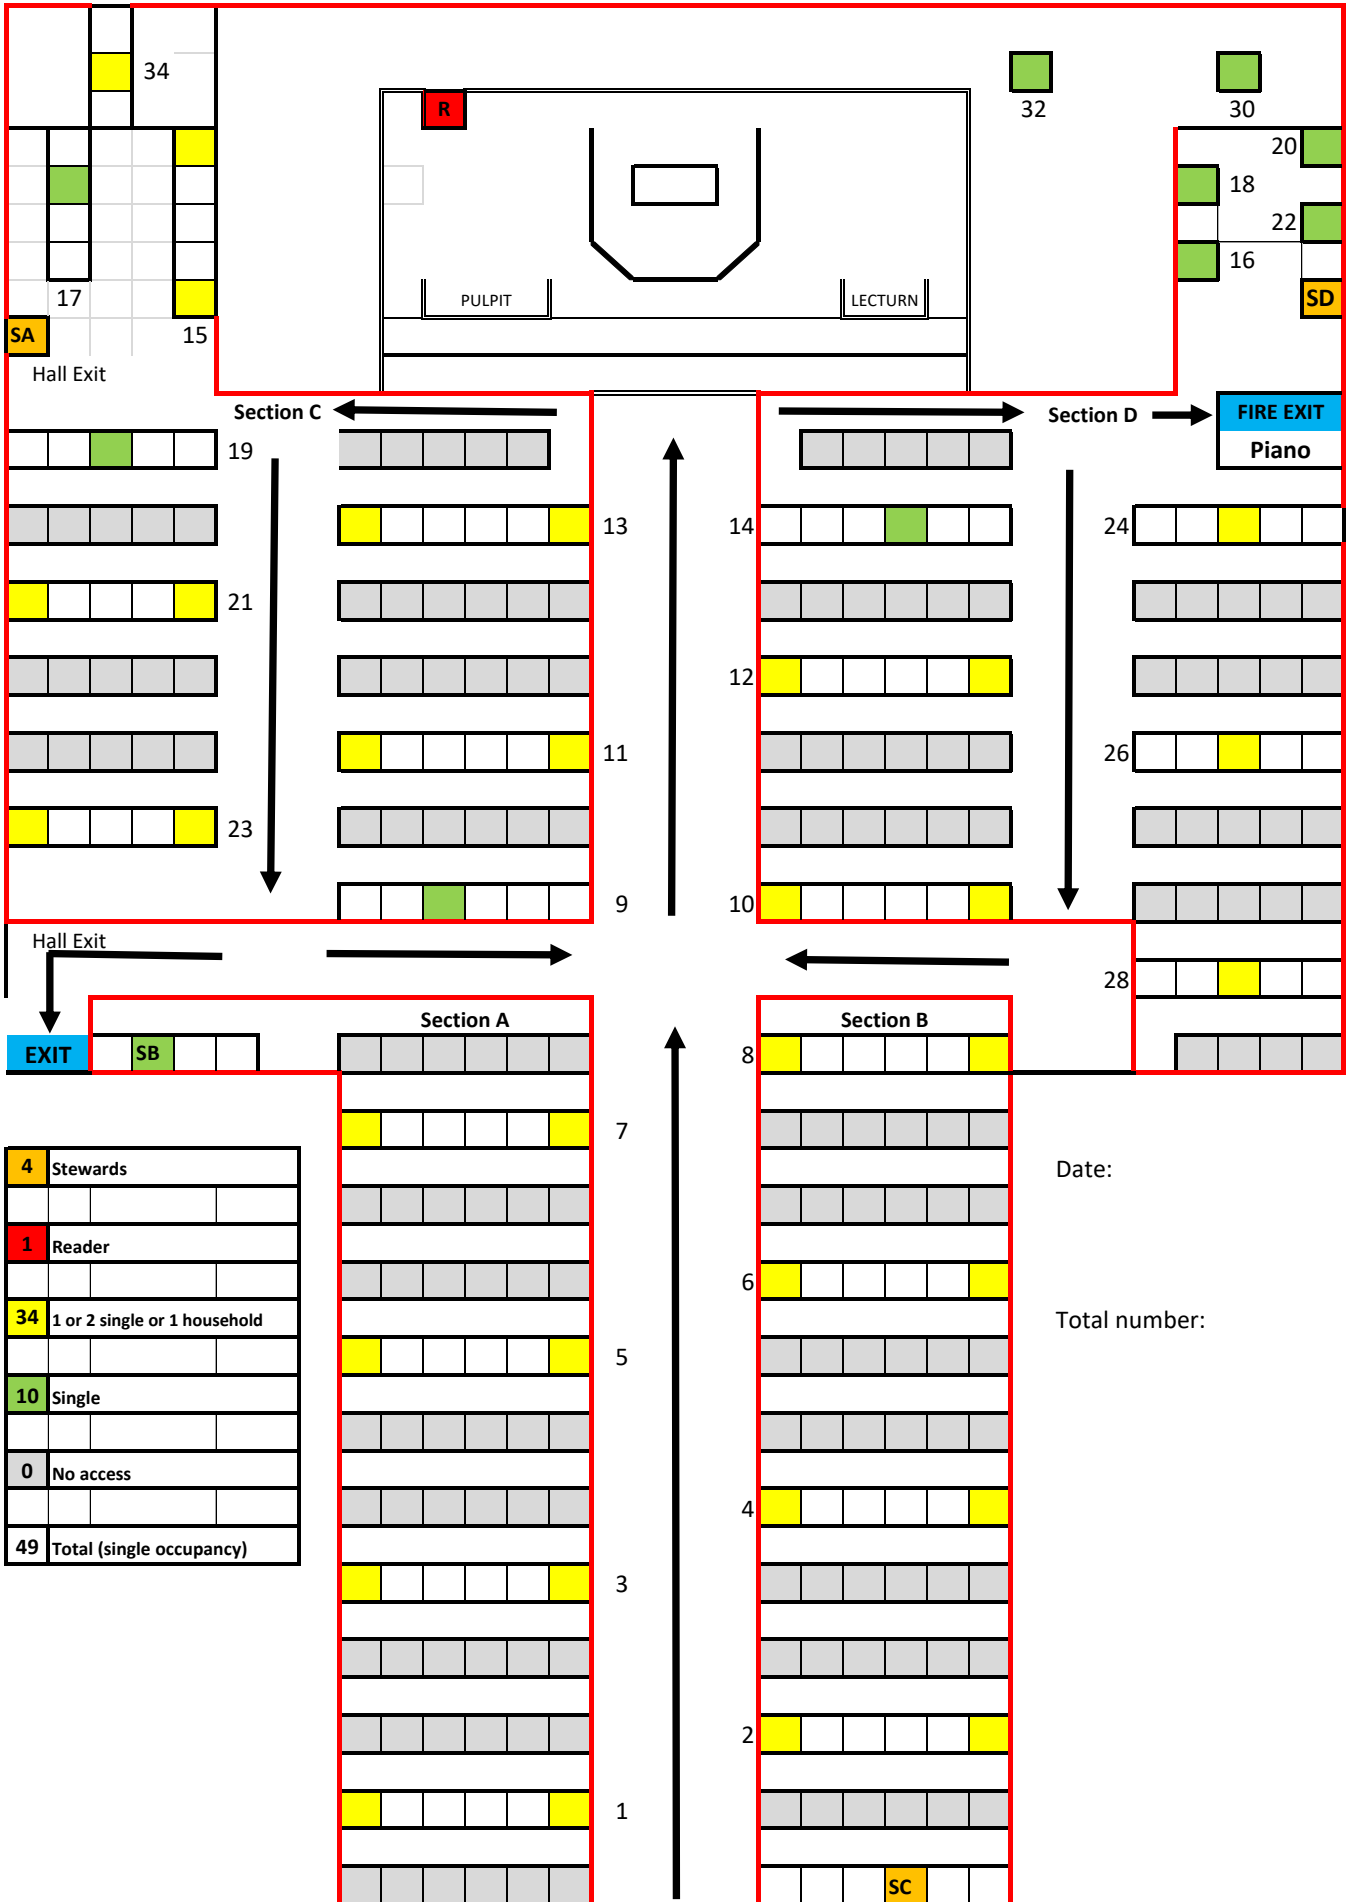 34
R
32
30
20
18
22
16
17
PULPIT
LECTURN
SD
SA
15
Hall Exit
Section C
Section D
FIRE EXIT
19
Piano
13
14
24
21
12
11
26
23
9
10
Hall Exit
28
Section A
Section B
EXIT
SB
8
7
4 Stewards
Date:
1 Reader
6
34 1 or 2 single or 1 household
Total number:
5
10 Single
0 No access
4
49 Total (single occupancy)
3
2
1
SC